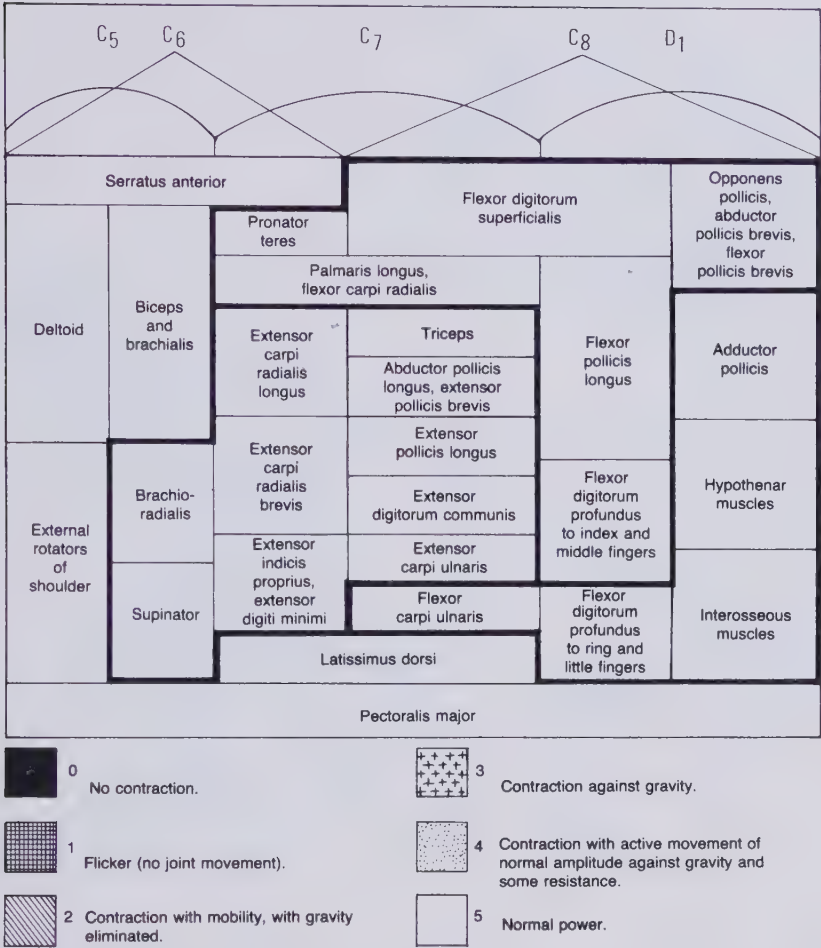 C5 C6 C7 C8 D1
Serratus anterior
Deltoid
External
rotators
of
shoulder
Biceps
and
brachialis
Brachio-
radialis
Supinator
Pronator
teres
Flexor digitorum
superficialis
Opponens
pollicis,
abductor
pollicis brevis,
flexor
pollicis brevis
Palmaris longus,
flexor carpi radialis
Extensor
carpi
radialis
longus
Extensor
carpi
radialis
brevis
Extensor
indicis
proprius,
extensor
digiti minimi
Triceps
Abductor pollicis
longus, extensor
pollicis brevis
Extensor
pollicis longus
Extensor
digitorum communis
Extensor
carpi ulnaris
Flexor
carpi ulnaris
Latissimus dorsi
Flexor
pollicis
longus
Flexor
digitorum
profundus
to index and
middle fingers
Flexor
digitorum
profundus
to ring and
little fingers
Adductor
pollicis
Hypothenar
muscles
Interosseous
muscles
Pectoralis major
0
No contraction.
1
Flicker (no joint movement).
2 Contraction with mobility, with gravity
eliminated.
3
Contraction against gravity.
4 Contraction with active movement of
normal amplitude against gravity and
some resistance.
5
Normal power.